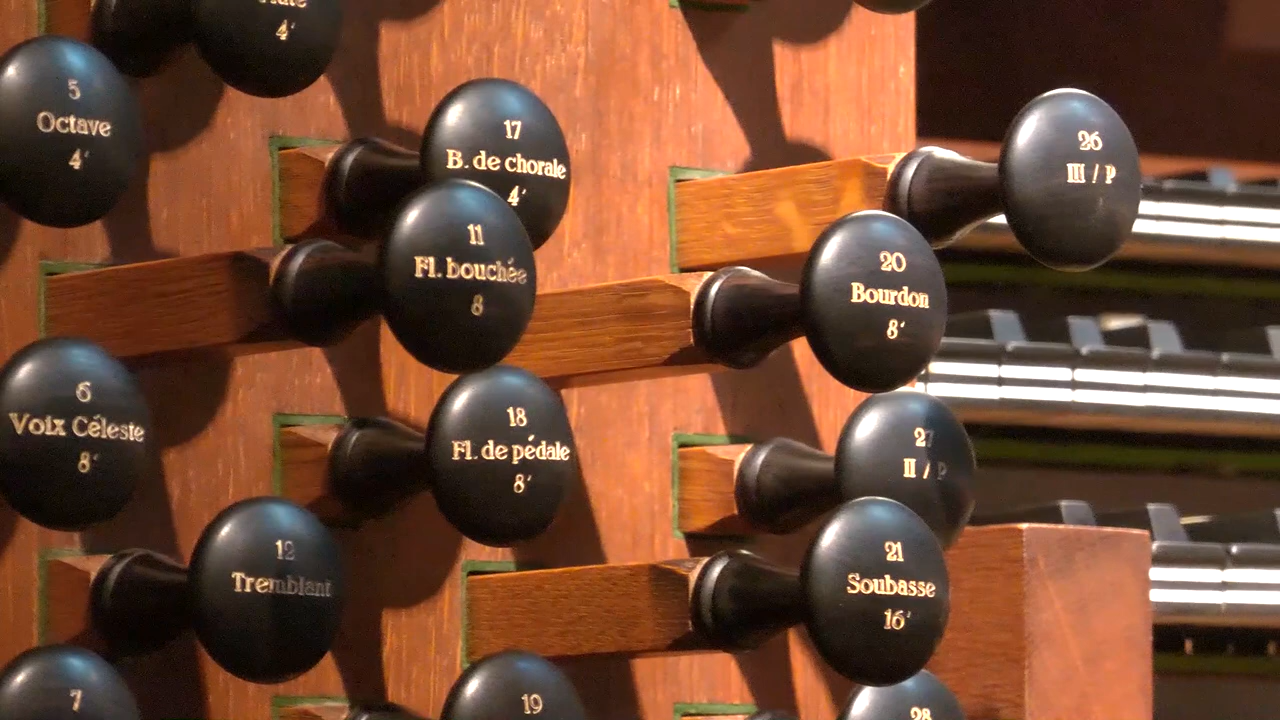 4'
5
Octave
4'
17
B. de chorale
4'
26
III / P
11
Fl. bouchée
8
20
Bourdon
8'
6
Voix Céleste
8'
18
Fl. de pédale
8'
27
II / P
12
Tremblant
21
Soubasse
16'
7
19
28